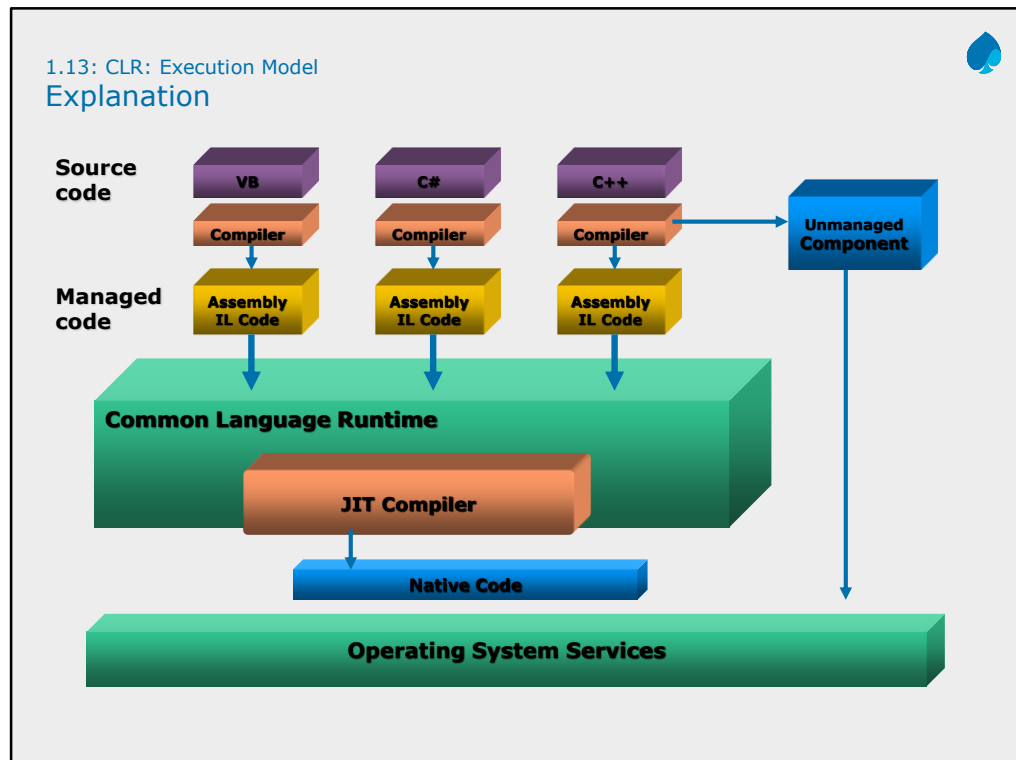 1.13: CLR: Execution Model
Explanation
Source
code
VB
C#
C++
Compiler
Compiler
Compiler
Unmanaged
Component
Managed
code
Assembly
IL Code
Assembly
IL Code
Assembly
IL Code
Common Language Runtime
JIT Compiler
Native Code
Operating System Services